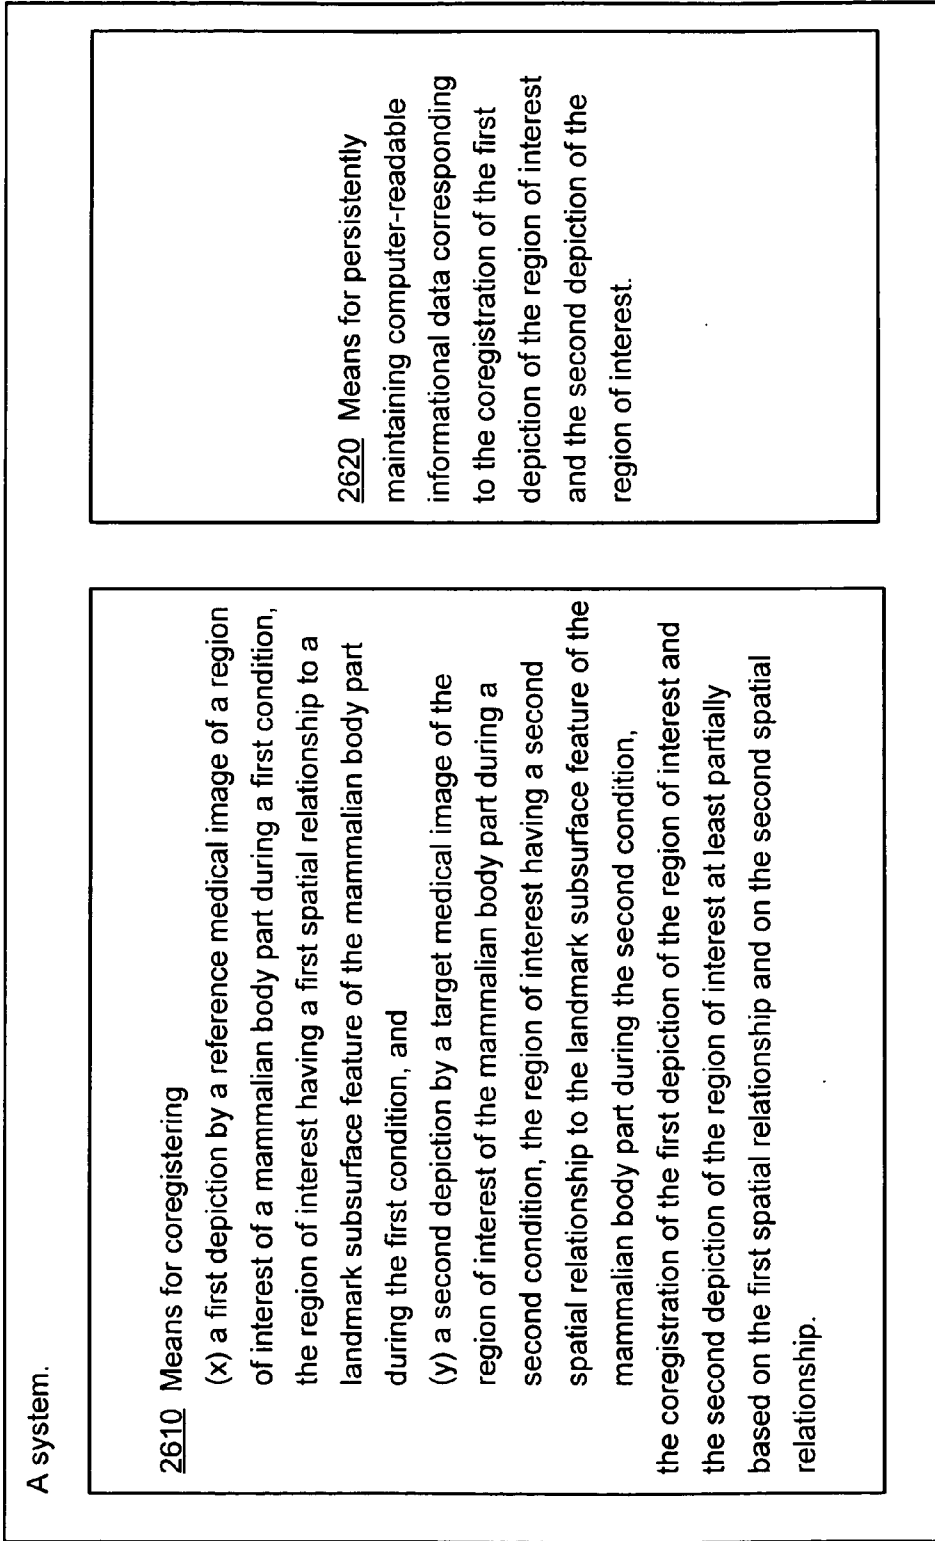 A system.
2610 Means for coregistering
(x) a first depiction by a reference medical image of a region
of interest of a mammalian body part during a first condition,
the region of interest having a first spatial relationship to a
landmark subsurface feature of the mammalian body part
during the first condition, and
(y) a second depiction by a target medical image of the
region of interest of the mammalian body part during a
second condition, the region of interest having a second
spatial relationship to the landmark subsurface feature of the
mammalian body part during the second condition,
the coregistration of the first depiction of the region of interest and
the second depiction of the region of interest at least partially
based on the first spatial relationship and on the second spatial
relationship.
2620 Means for persistently
maintaining computer-readable
informational data corresponding
to the coregistration of the first
depiction of the region of interest
and the second depiction of the
region of interest.